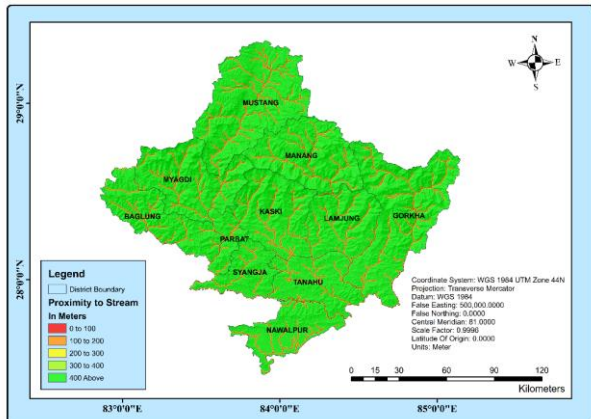 N
W E
S
29°0'0"N
28°0'0"N
MUSTANG
MANANG
MYAGDI
BAGLUNG
KASKI
LAMJUNG
GORKHA
PARBAT
SYANGJA
TANAHU
NAWALPUR
Legend
District Boundary
Proximity to Stream
In Meters
0 to 100
100 to 200
200 to 300
300 to 400
400 Above
Coordinate System: WGS 1984 UTM Zone 44N
Projection: Transverse Mercator
Datum: WGS 1984
False Easting: 500,000.0000
False Northing: 0.0000
Central Meridian: 81.0000
Scale Factor: 0.9996
Latitude Of Origin: 0.0000
Units: Meter
0 15 30 60 90 120
Kilometers
83°0'0"E 84°0'0"E 85°0'0"E